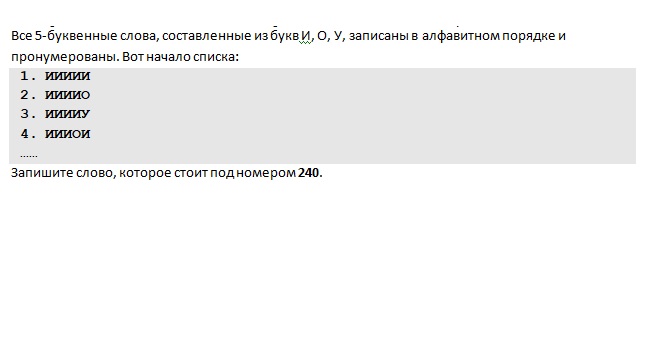 Все 5-буквенные слова, составленные из букв И, О, У, записаны в алфавитном порядке и
пронумерованы. Вот начало списка:
1. ИИИИИ
2. ИИИИО
3. ИИИИУ
4. ИИИОИ
......
Запишите слово, которое стоит под номером 240.